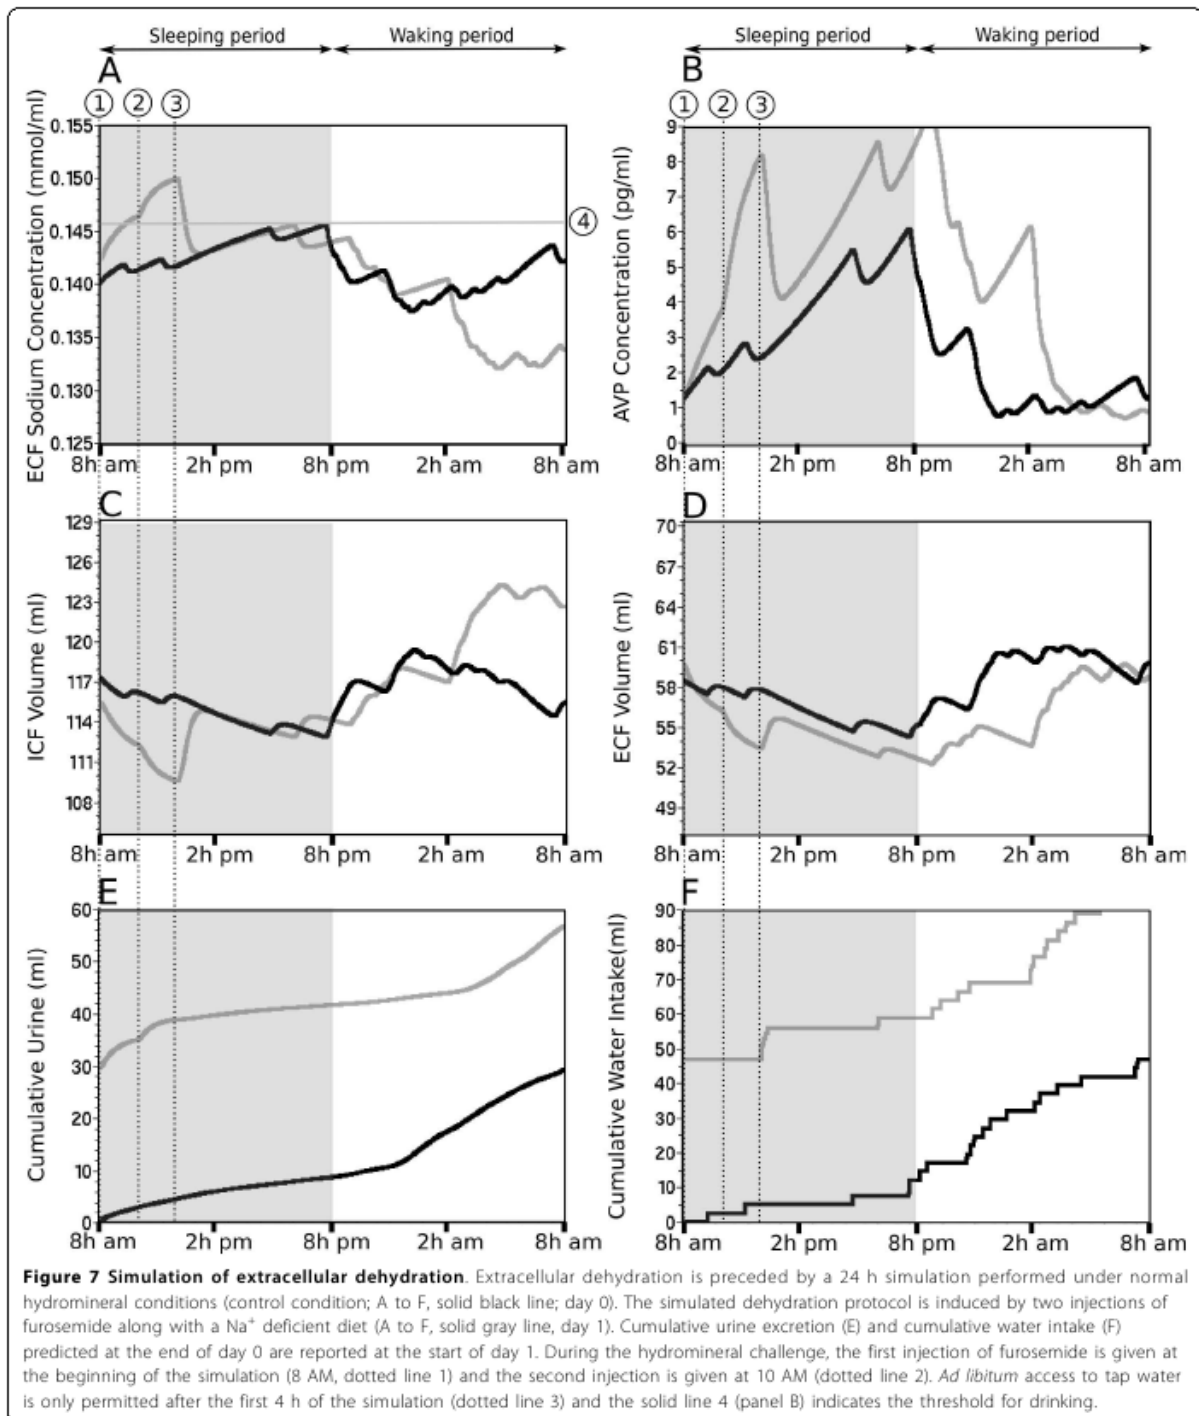 Sleeping period Waking period
Sleeping period Waking period
A
B
1 2 3
1 2 3
ECF Sodium Concentration (mmol/ml)
0.155
0.150
0.145
0.140
0.135
0.130
0.125
4
8h am 2h pm 8h pm 2h am 8h am
AVP Concentration (pg/ml)
9
8
7
6
5
4
3
2
1
0
8h am 2h pm 8h pm 2h am 8h am
C
ICF Volume (ml)
129
126
123
120
117
114
111
108
8h am 2h pm 8h pm 2h am 8h am
D
ECF Volume (ml)
70
67
64
61
58
55
52
49
8h am 2h pm 8h pm 2h am 8h am
E
Cumulative Urine (ml)
60
50
40
30
20
10
0
8h am 2h pm 8h pm 2h am 8h am
F
Cumulative Water Intake(ml)
90
80
70
60
50
40
30
20
10
0
8h am 2h pm 8h pm 2h am 8h am
Figure 7 Simulation of extracellular dehydration. Extracellular dehydration is preceded by a 24 h simulation performed under normal
hydromineral conditions (control condition; A to F, solid black line; day 0). The simulated dehydration protocol is induced by two injections of
furosemide along with a Na⁺ deficient diet (A to F, solid gray line, day 1). Cumulative urine excretion (E) and cumulative water intake (F)
predicted at the end of day 0 are reported at the start of day 1. During the hydromineral challenge, the first injection of furosemide is given at
the beginning of the simulation (8 AM, dotted line 1) and the second injection is given at 10 AM (dotted line 2). Ad libitum access to tap water
is only permitted after the first 4 h of the simulation (dotted line 3) and the solid line 4 (panel B) indicates the threshold for drinking.